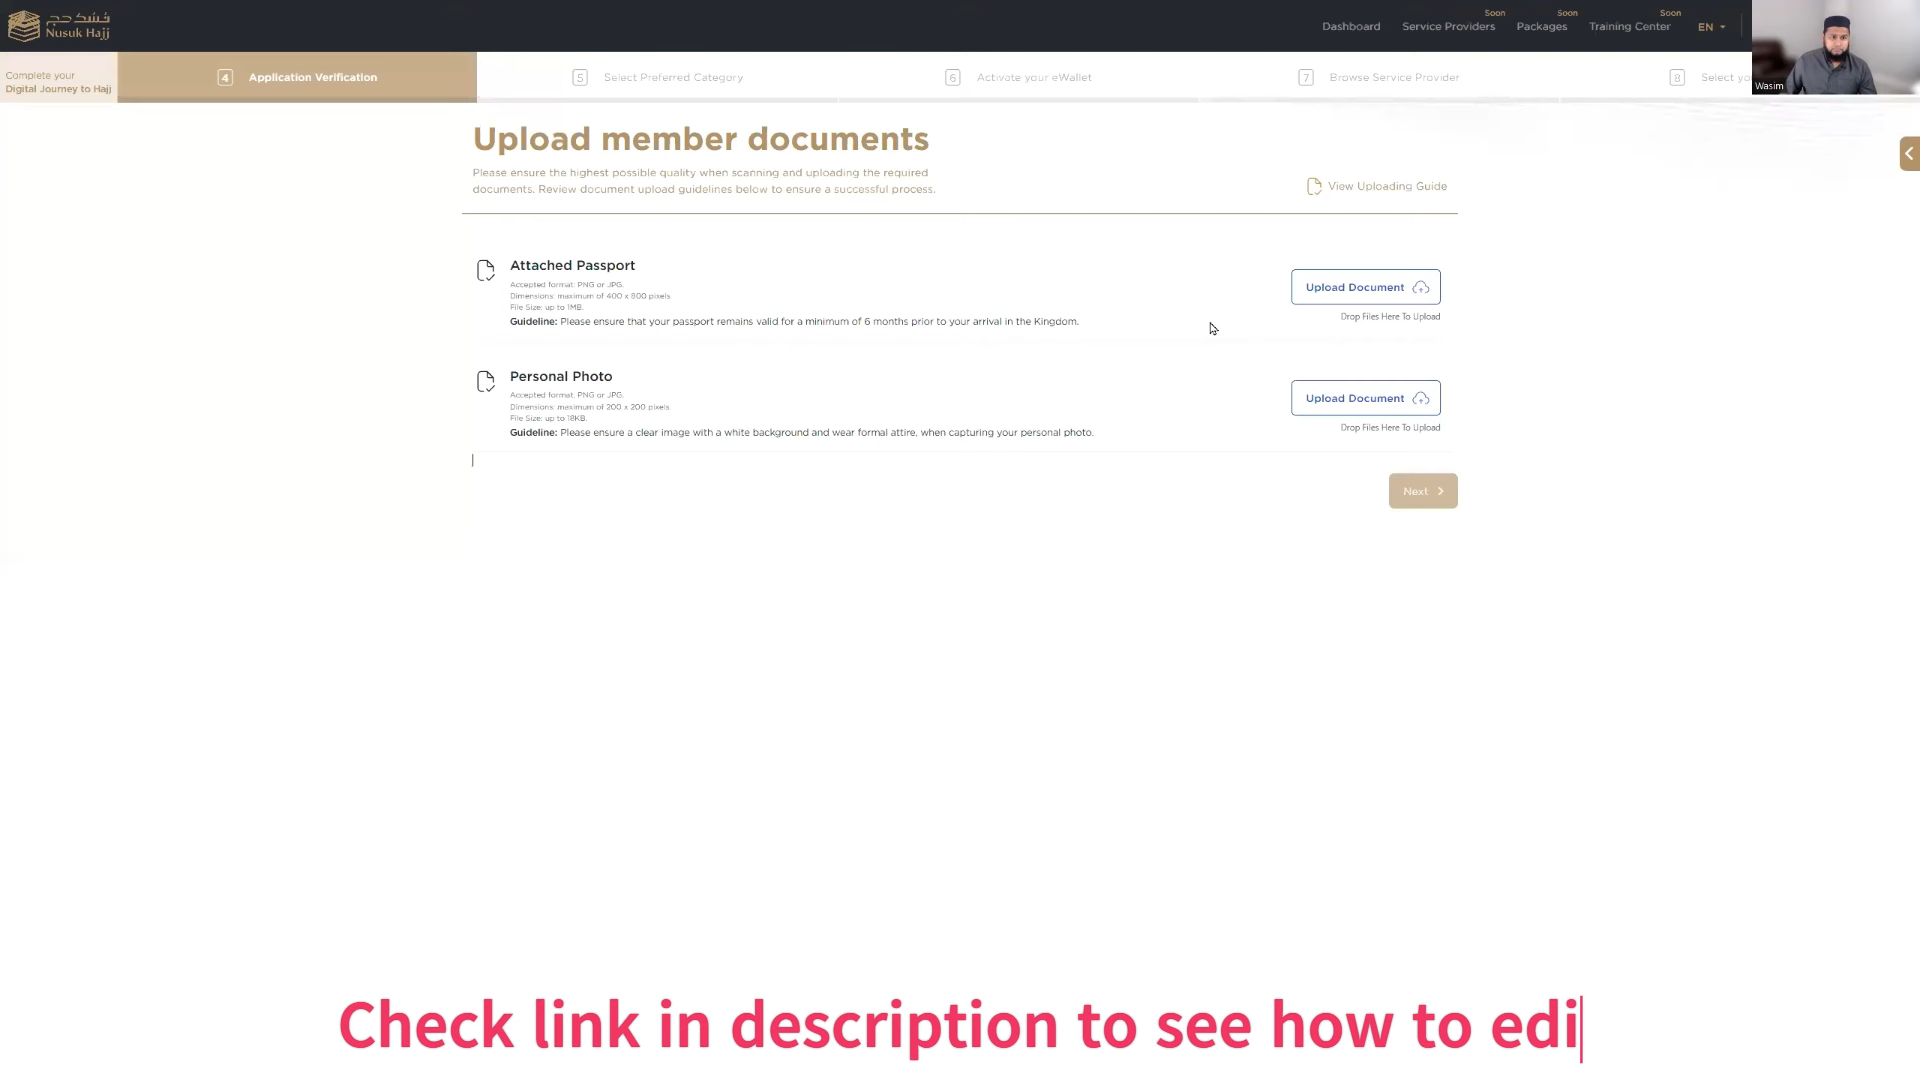 نسك حج
Nusuk Hajj
Dashboard
Service Providers
Soon
Packages
Soon
Training Center
Soon
EN
Wasim
Complete your
Digital Journey to Hajj
4 Application Verification
5 Select Preferred Category
6 Activate your eWallet
7 Browse Service Provider
8 Select yo
Upload member documents
Please ensure the highest possible quality when scanning and uploading the required
documents. Review document upload guidelines below to ensure a successful process.
View Uploading Guide
Attached Passport
Accepted format: PNG or JPG.
Dimensions: maximum of 400 x 800 pixels
File Size: up to 1MB.
Guideline: Please ensure that your passport remains valid for a minimum of 6 months prior to your arrival in the Kingdom.
Upload Document
Drop Files Here To Upload
Personal Photo
Accepted format: PNG or JPG.
Dimensions: maximum of 200 x 200 pixels
File Size: up to 18KB.
Guideline: Please ensure a clear image with a white background and wear formal attire, when capturing your personal photo.
Upload Document
Drop Files Here To Upload
Next
Check link in description to see how to edi